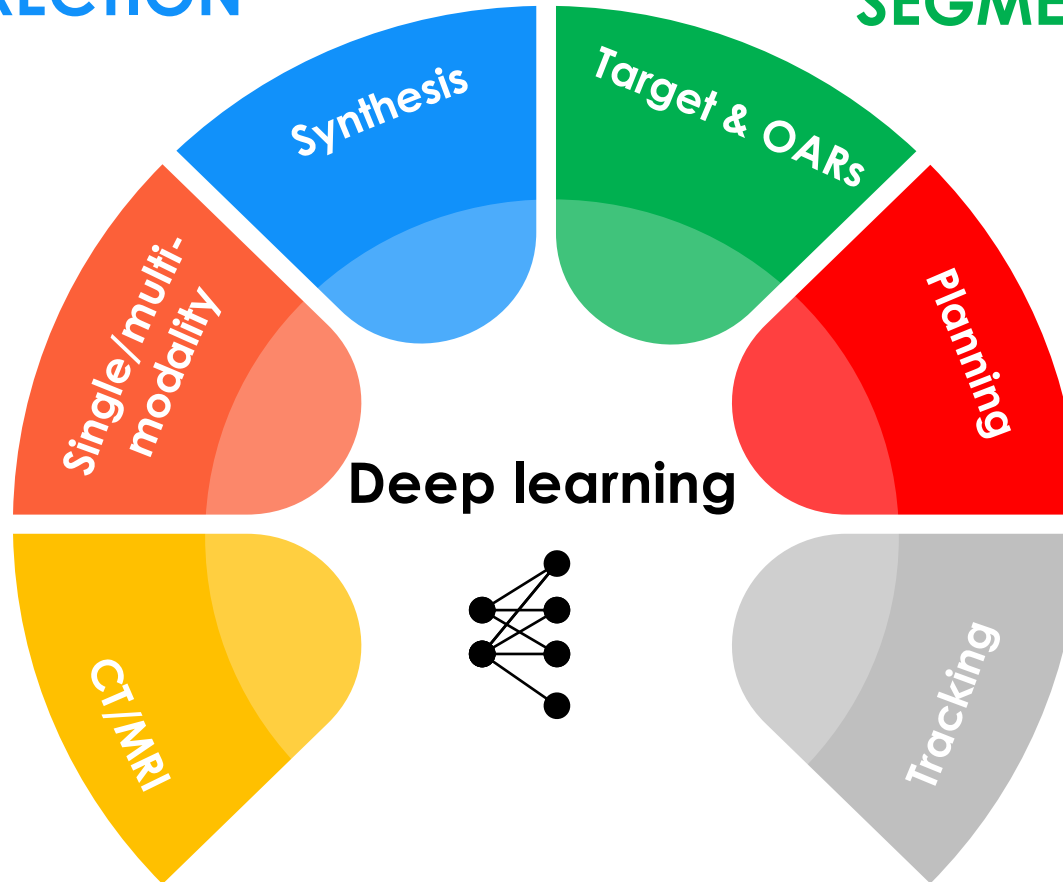 Synthesis
Target & OARs
Single/multi-
modality
Planning
Deep learning
CT/MRI
Tracking